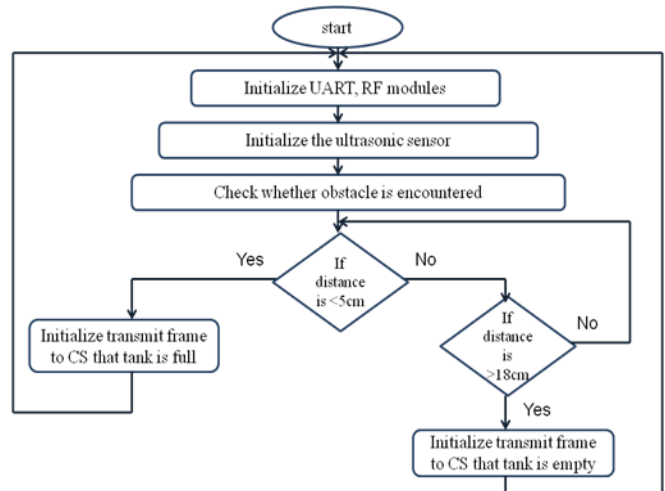 start
Initialize UART, RF modules
Initialize the ultrasonic sensor
Check whether obstacle is encountered
Yes
If
distance
is <5cm
No
Initialize transmit frame
to CS that tank is full
If
distance
is
>18cm
No
Yes
Initialize transmit frame
to CS that tank is empty